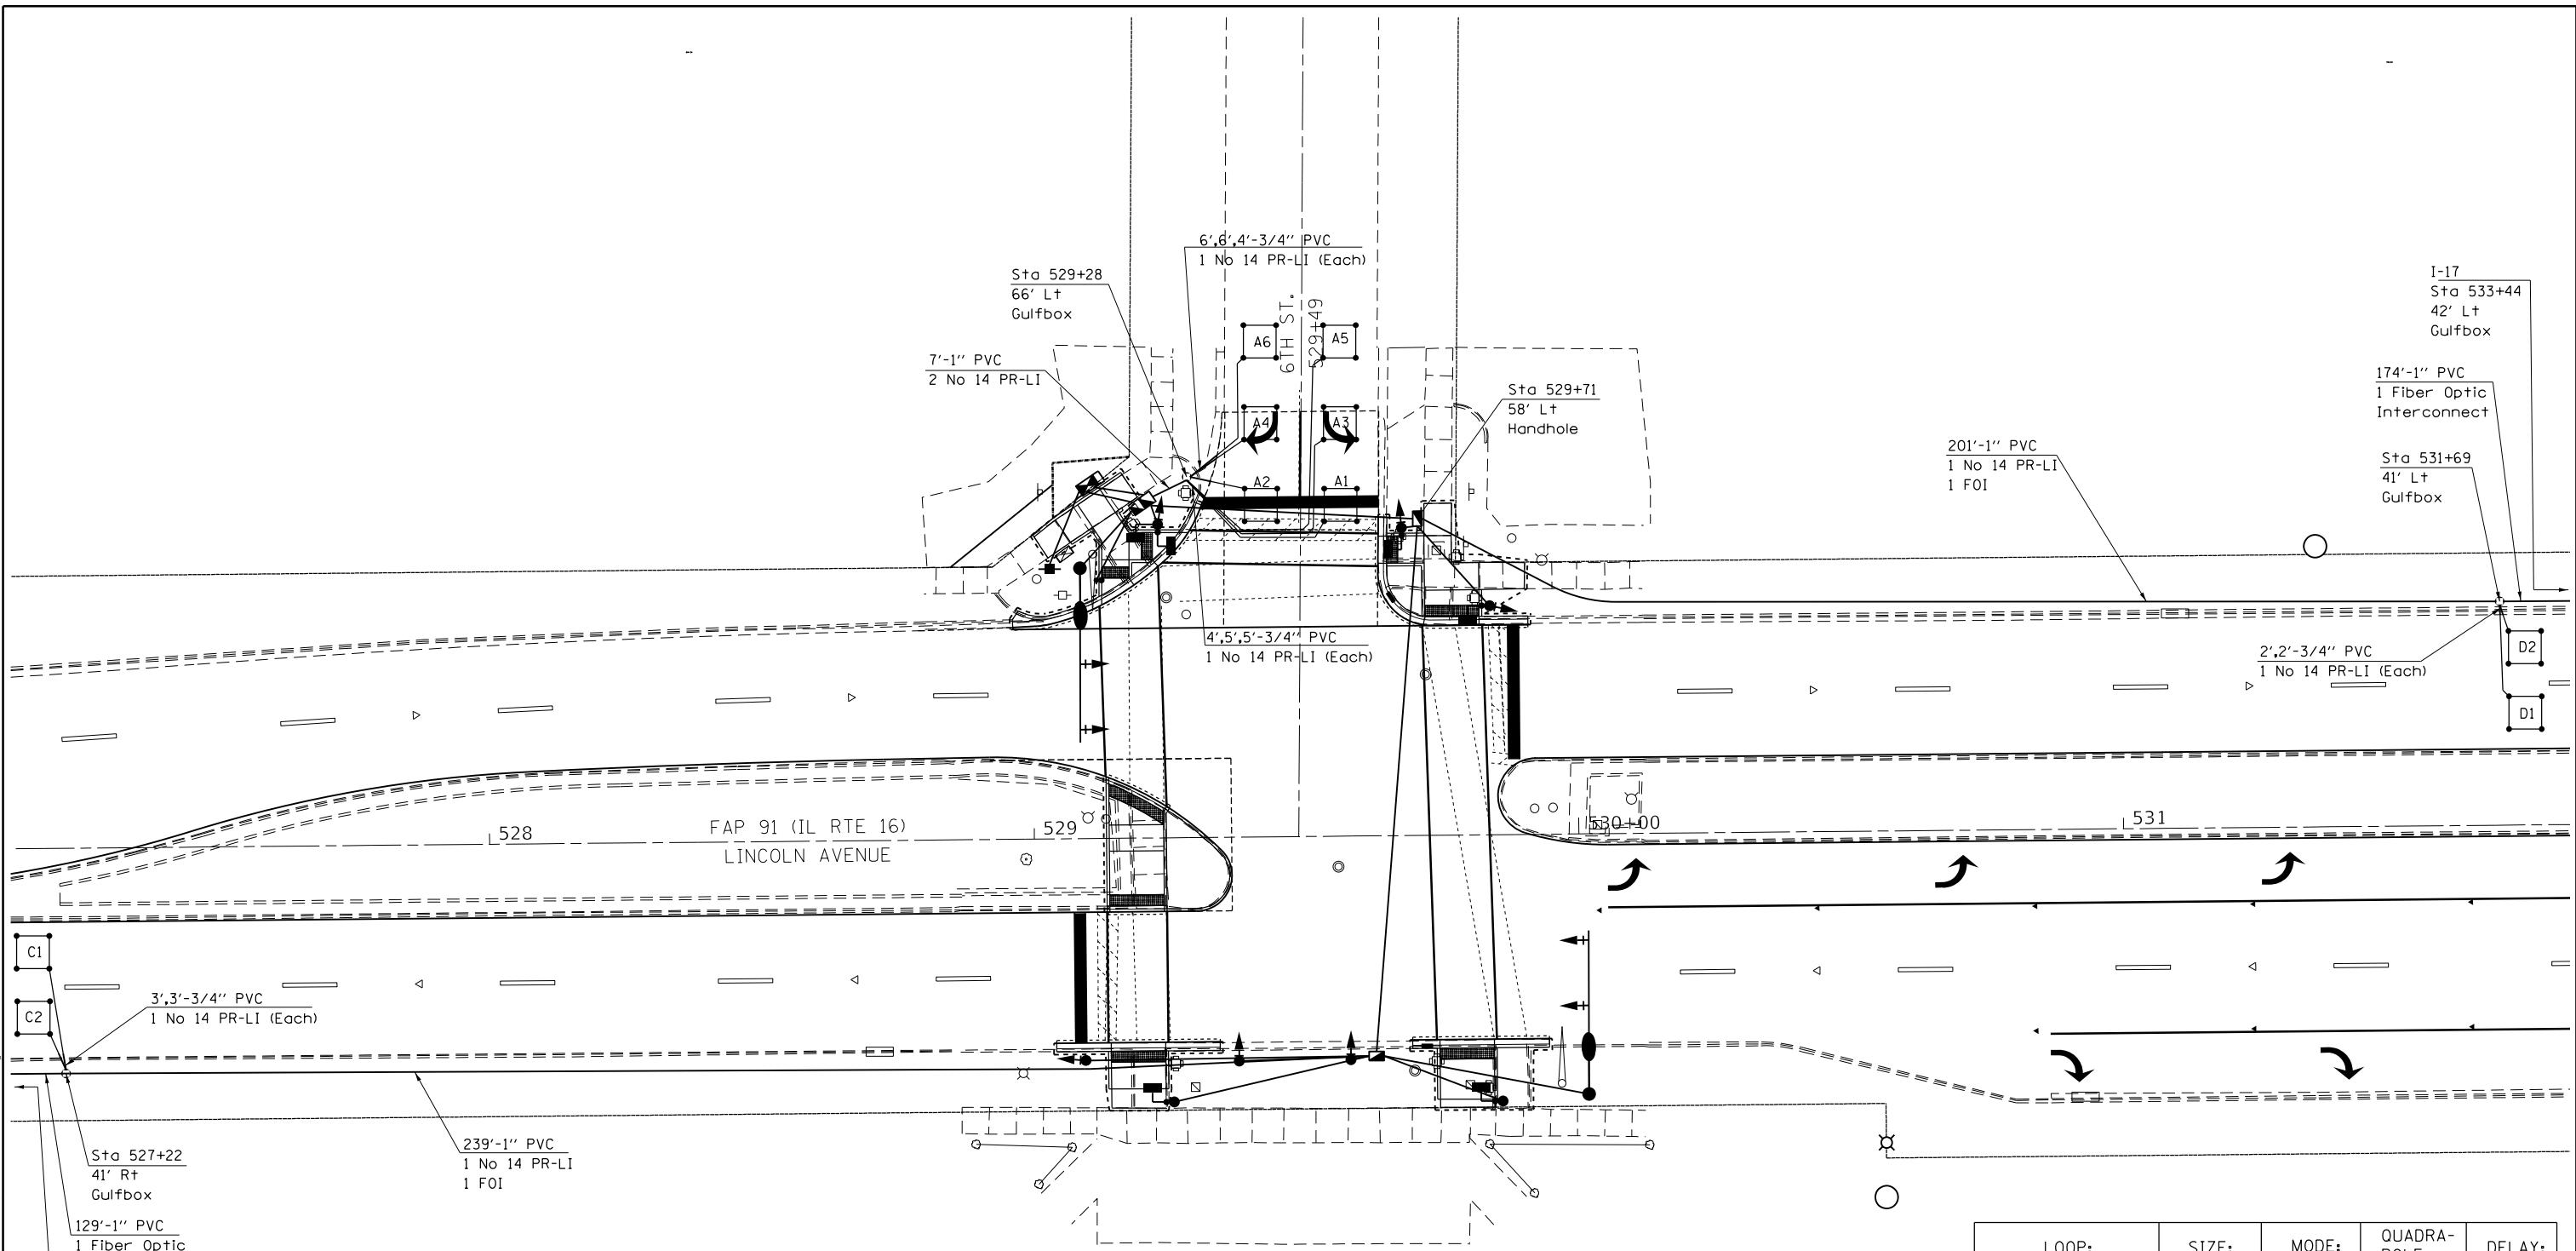 6',6',4'-3/4" PVC
1 No 14 PR-LI (Each)
Sta 529+28
66' Lt
Gulfbox
7'-1" PVC
2 No 14 PR-LI
6TH ST.
529+49
A6
A5
A4
A3
A2
A1
Sta 529+71
58' Lt
Handhole
I-17
Sta 533+44
42' Lt
Gulfbox
174'-1" PVC
1 Fiber Optic
Interconnect
201'-1" PVC
1 No 14 PR-LI
1 FOI
Sta 531+69
41' Lt
Gulfbox
4',5',5'-3/4" PVC
1 No 14 PR-LI (Each)
2',2'-3/4" PVC
1 No 14 PR-LI (Each)
D2
D1
528
FAP 91 (IL RTE 16)
LINCOLN AVENUE
529
530+00
531
C1
C2
3',3'-3/4" PVC
1 No 14 PR-LI (Each)
Sta 527+22
41' Rt
Gulfbox
239'-1" PVC
1 No 14 PR-LI
1 FOI
129'-1" PVC
1 Fiber Optic
LOOP: SIZE: MODE: QUADRA- DELAY: